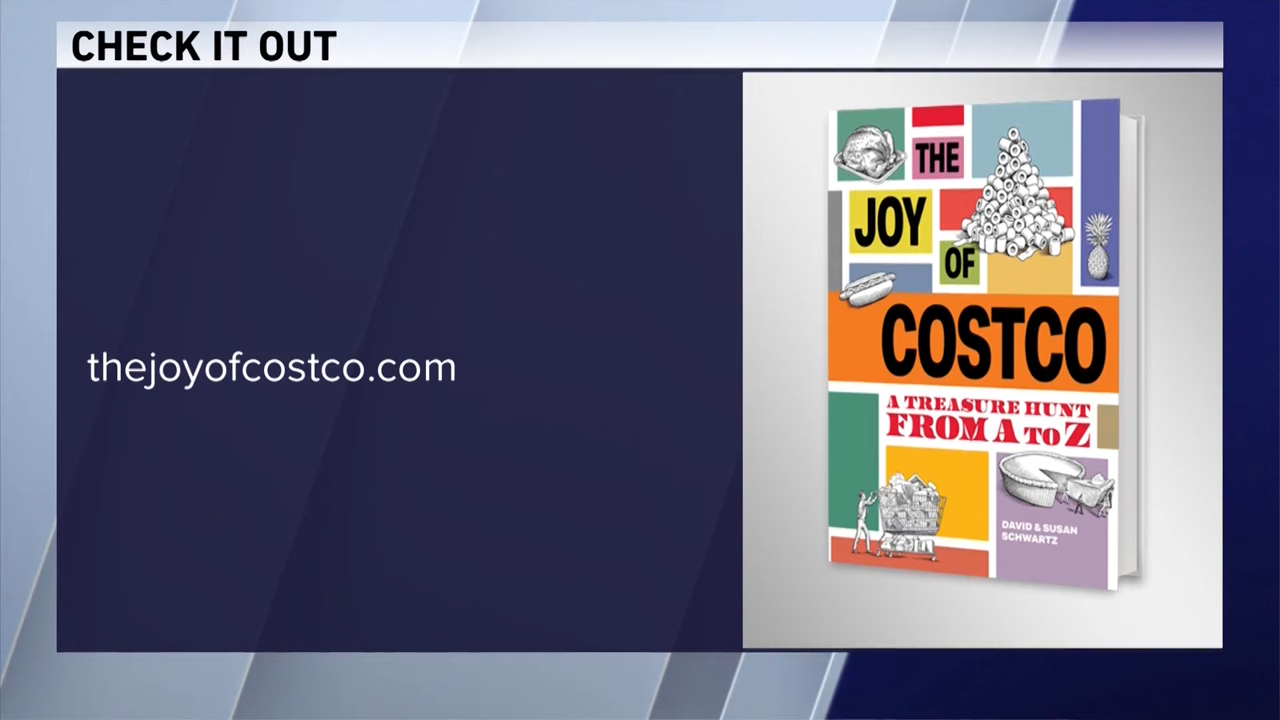 CHECK IT OUT
thejoyofcostco.com
THE
JOY
OF
COSTCO
A TREASURE HUNT
FROM A TO Z
DAVID & SUSAN
SCHWARTZ